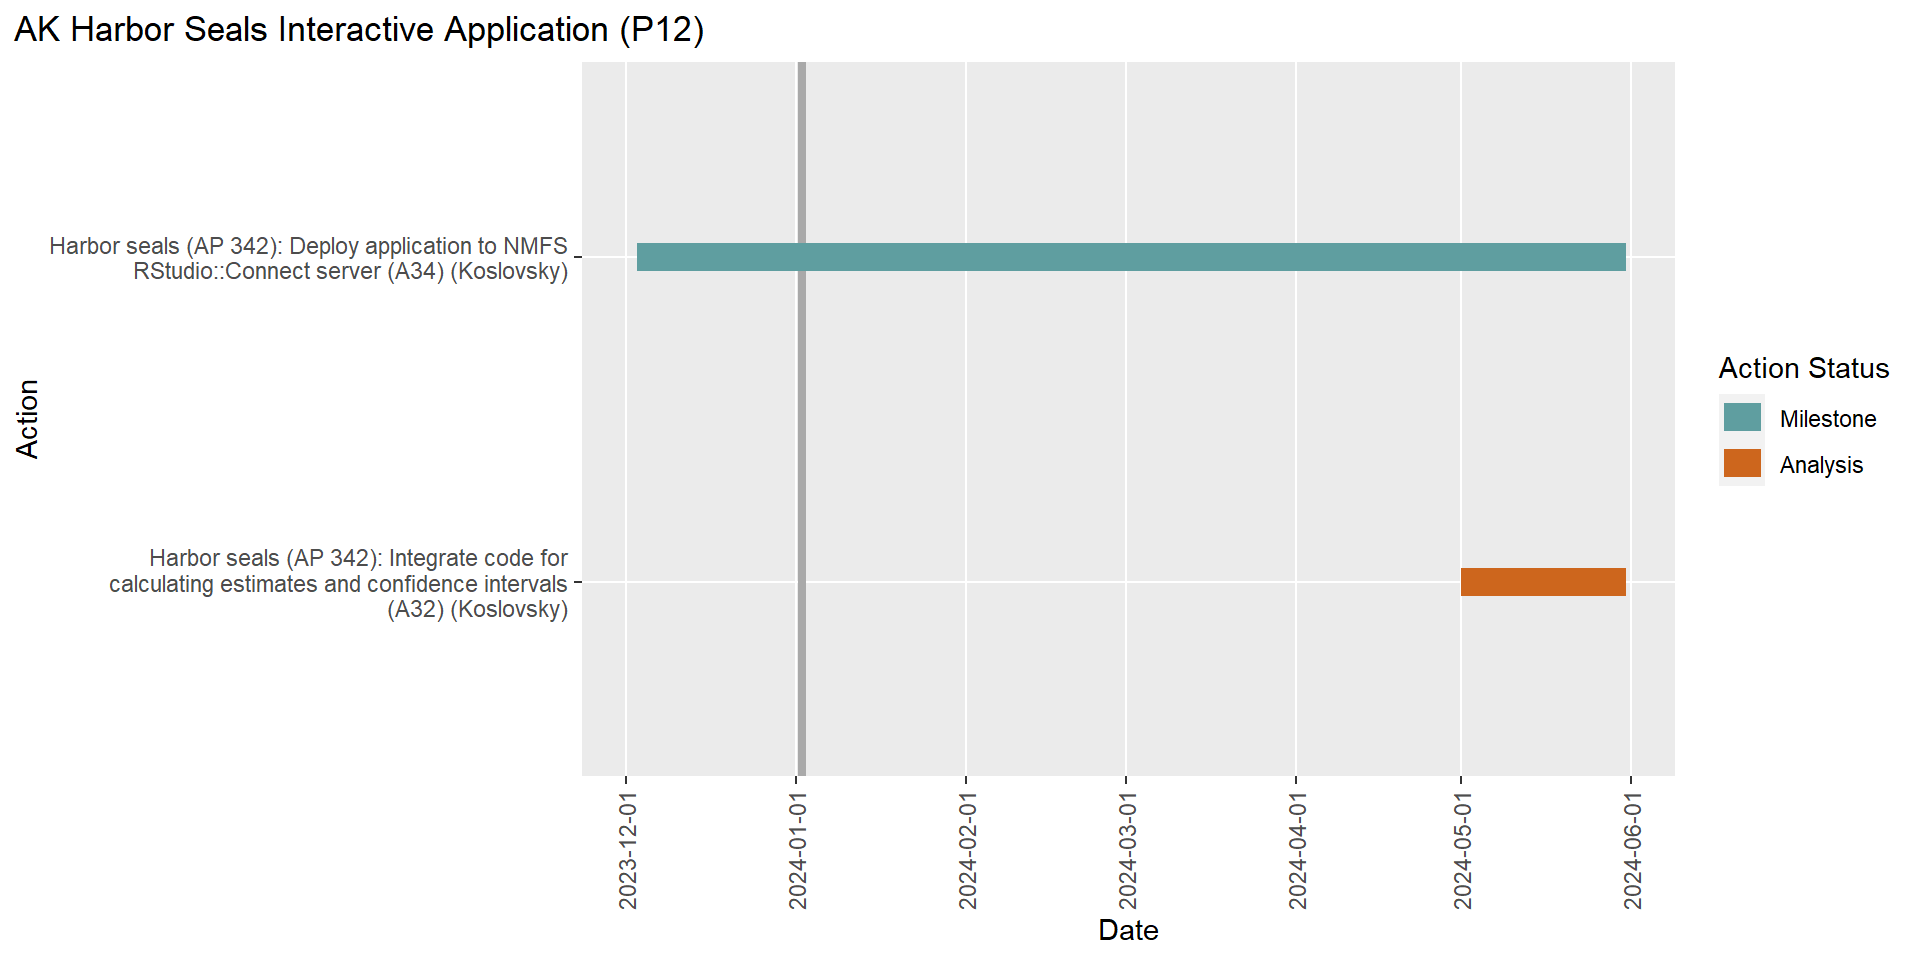 AK Harbor Seals Interactive Application (P12)
Harbor seals (AP 342): Deploy application to NMFS
RStudio::Connect server (A34) (Koslovsky)
Harbor seals (AP 342): Integrate code for
calculating estimates and confidence intervals
(A32) (Koslovsky)
Action
2023-12-01
2024-01-01
2024-02-01
2024-03-01
2024-04-01
2024-05-01
2024-06-01
Date
Action Status
Milestone
Analysis